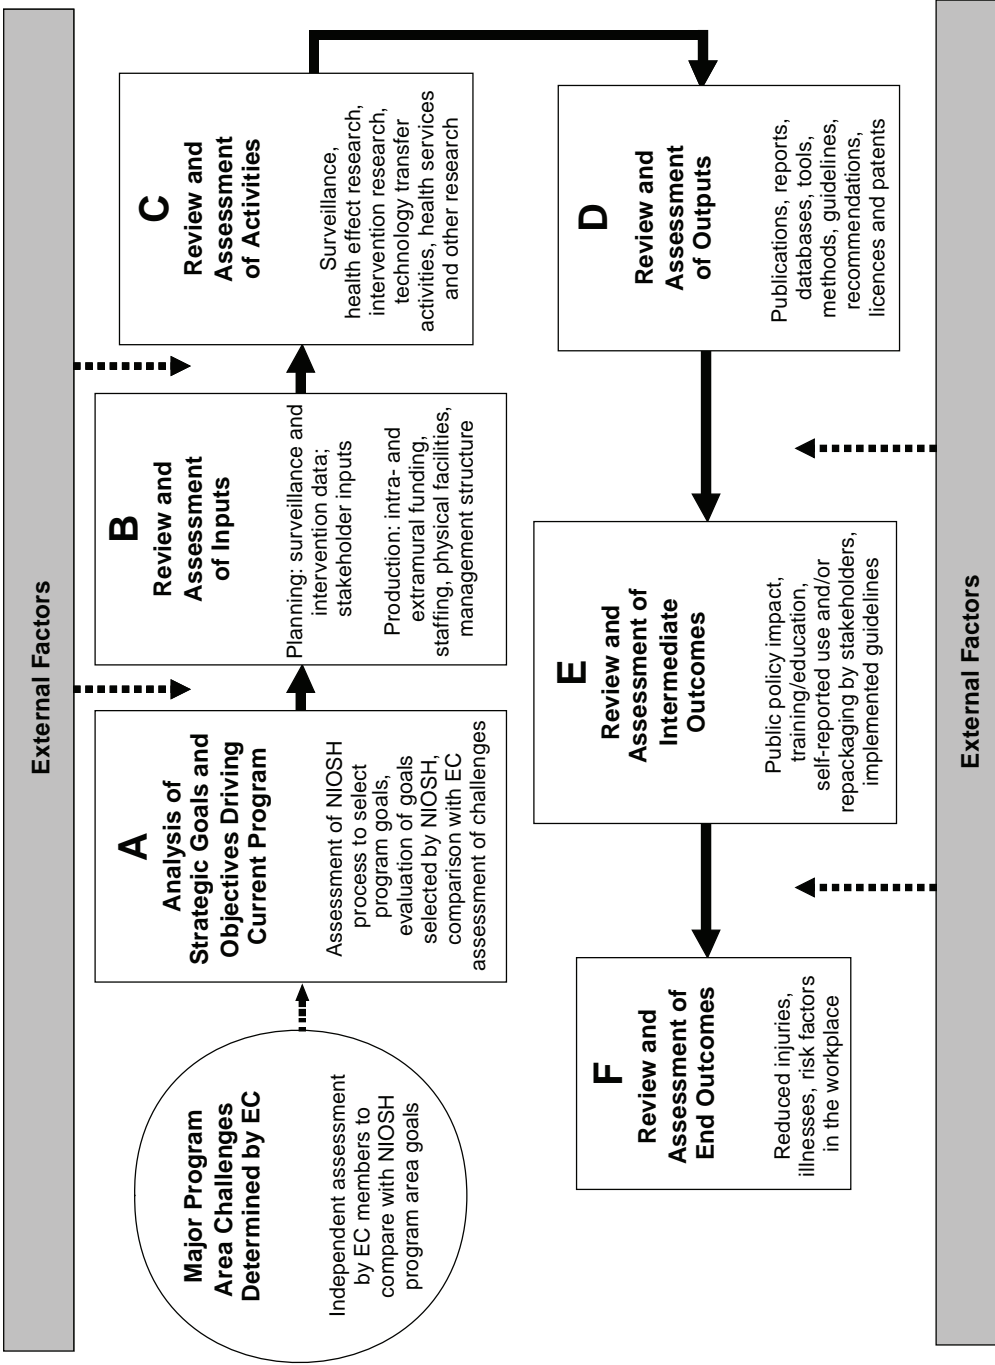 External Factors
Major Program
Area Challenges
Determined by EC
Independent assessment
by EC members to
compare with NIOSH
program area goals
A
Analysis of
Strategic Goals and
Objectives Driving
Current Program
Assessment of NIOSH
process to select
program goals,
evaluation of goals
selected by NIOSH,
comparison with EC
assessment of challenges
B
Review and
Assessment
of Inputs
Planning: surveillance and
intervention data;
stakeholder inputs
Production: intra- and
extramural funding,
staffing, physical facilities,
management structure
C
Review and
Assessment
of Activities
Surveillance,
health effect research,
intervention research,
technology transfer
activities, health services
and other research
D
Review and
Assessment
of Outputs
Publications, reports,
databases, tools,
methods, guidelines,
recommendations,
licences and patents
E
Review and
Assessment of
Intermediate
Outcomes
Public policy impact,
training/education,
self-reported use and/or
repackaging by stakeholders,
implemented guidelines
F
Review and
Assessment of
End Outcomes
Reduced injuries,
illnesses, risk factors
in the workplace
External Factors